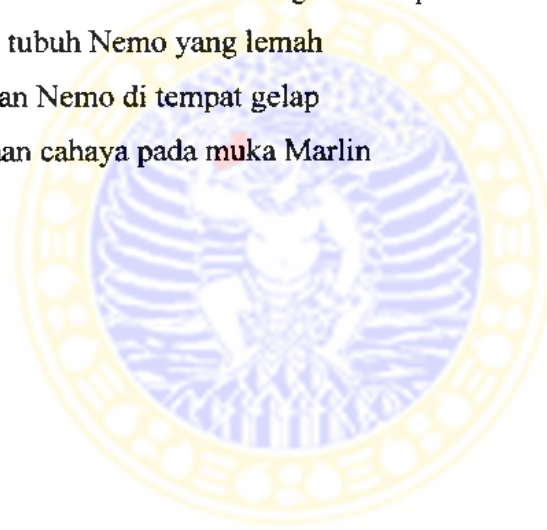 tubuh Nemo yang lemah
an Nemo di tempat gelap
an cahaya pada muka Marlin